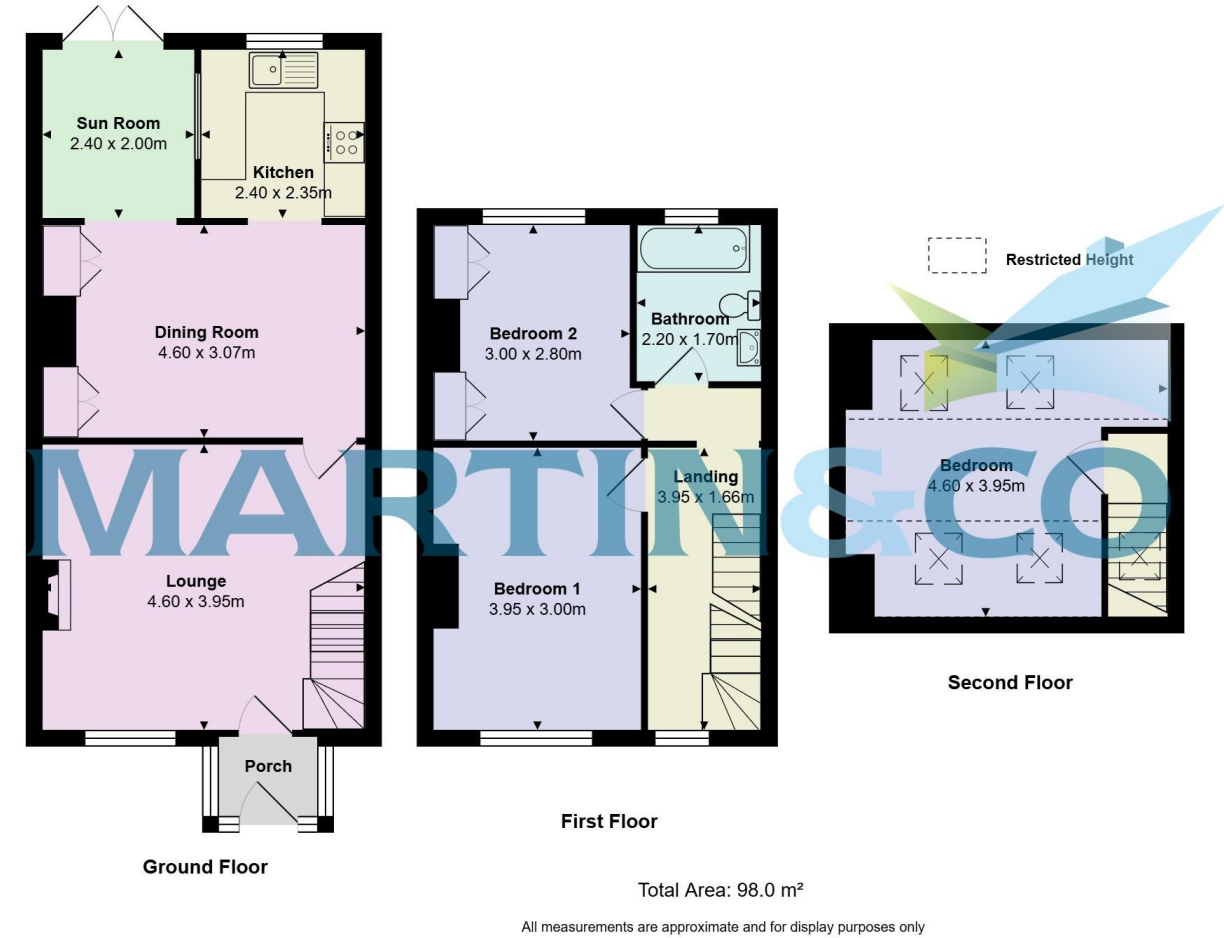 Sun Room
2.40 x 2.00m
Kitchen
2.40 x 2.35m
Dining Room
4.60 x 3.07m
Lounge
4.60 x 3.95m
Porch
Ground Floor
Bedroom 2
3.00 x 2.80m
Bathroom
2.20 x 1.70m
Landing
3.95 x 1.66m
Bedroom 1
3.95 x 3.00m
First Floor
Restricted Height
Bedroom
4.60 x 3.95m
Second Floor
MARTIN&CO
Total Area: 98.0 m²
All measurements are approximate and for display purposes only